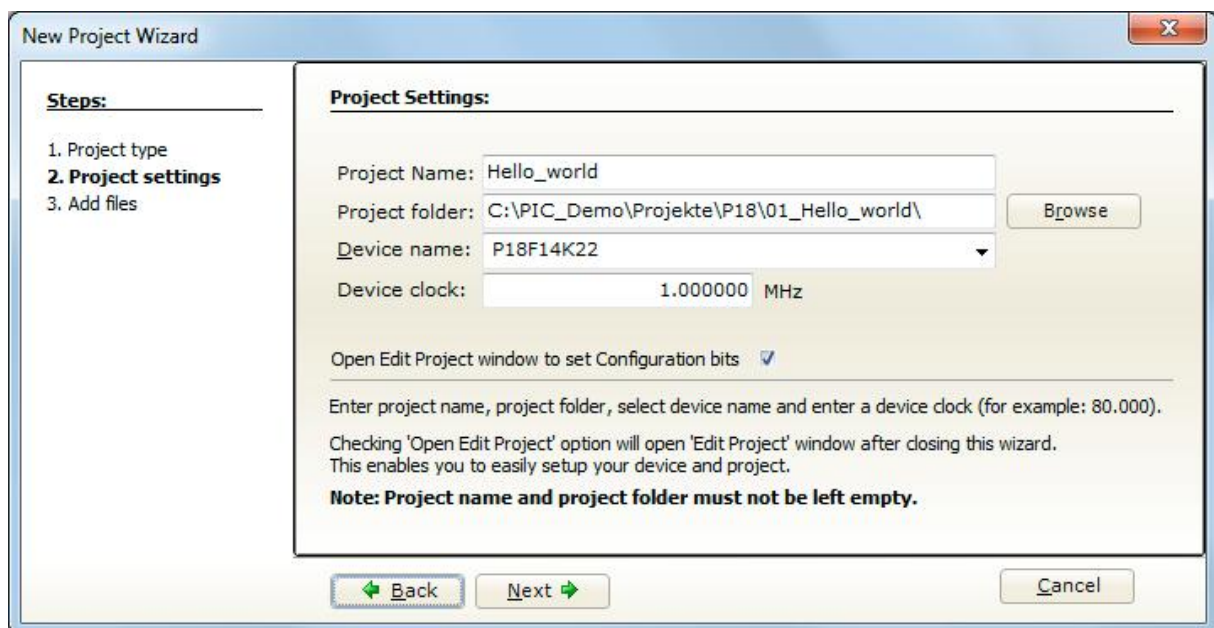 New Project Wizard
Steps:
1. Project type
2. Project settings
3. Add files
Project Settings:
Project Name: Hello_world
Project folder: C:\PIC_Demo\Projekte\P18\01_Hello_world\ Browse
Device name: P18F14K22
Device clock: 1.000000 MHz
Open Edit Project window to set Configuration bits
Enter project name, project folder, select device name and enter a device clock (for example: 80.000).
Checking 'Open Edit Project' option will open 'Edit Project' window after closing this wizard.
This enables you to easily setup your device and project.
Note: Project name and project folder must not be left empty.
Back Next Cancel